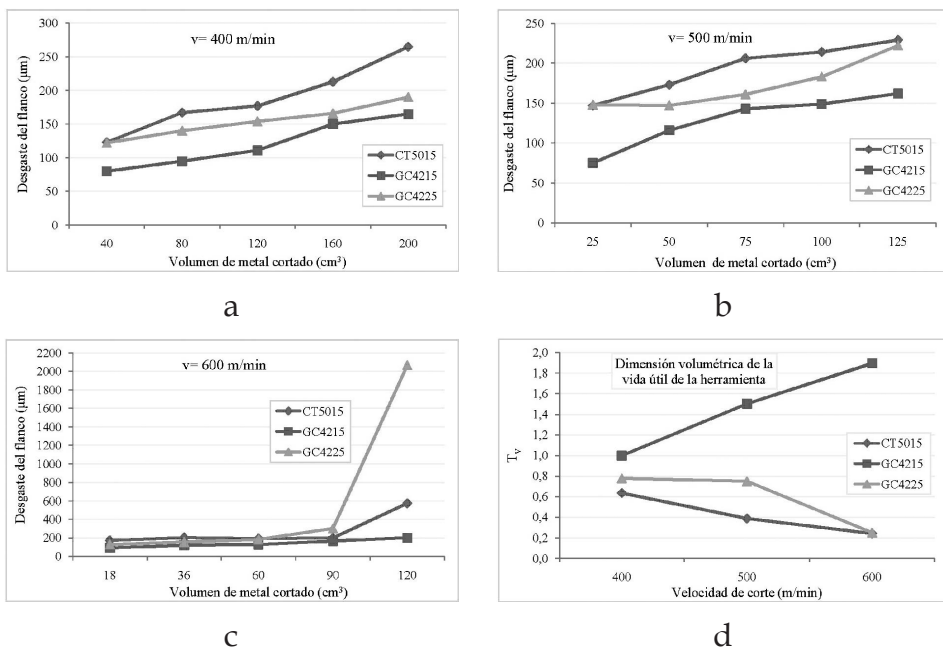 v= 400 m/min
Desgaste del flanco (µm)
300
250
200
150
100
50
0
CT5015
GC4215
GC4225
40 80 120 160 200
Volumen de metal cortado (cm³)
a
v= 500 m/min
Desgaste del flanco (µm)
250
200
150
100
50
0
CT5015
GC4215
GC4225
25 50 75 100 125
Volumen de metal cortado (cm³)
b
v= 600 m/min
Desgaste del flanco (µm)
2200
2000
1800
1600
1400
1200
1000
800
600
400
200
0
CT5015
GC4215
GC4225
18 36 60 90 120
Volumen de metal cortado (cm³)
c
Dimensión volumétrica de la
vida útil de la herramienta
Tv
2,0
1,8
1,6
1,4
1,2
1,0
0,8
0,6
0,4
0,2
0,0
CT5015
GC4215
GC4225
400 500 600
Velocidad de corte (m/min)
d